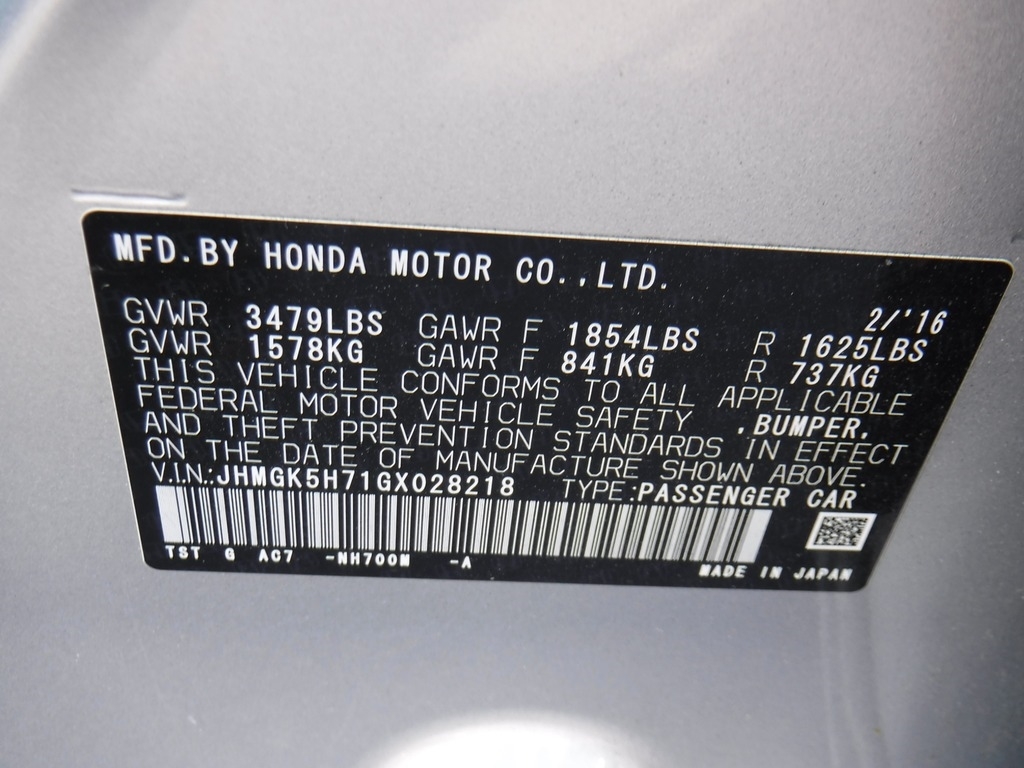 MFD. BY HONDA MOTOR CO., LTD.
2/'16
GVWR 3479LBS GAWR F 1854LBS R 1625LBS
GVWR 1578KG GAWR F 841KG R 737KG
THIS VEHICLE CONFORMS TO ALL APPLICABLE
FEDERAL MOTOR VEHICLE SAFETY ,BUMPER,
AND THEFT PREVENTION STANDARDS IN EFFECT
ON THE DATE OF MANUFACTURE SHOWN ABOVE.
V.I.N.:JHMGK5H71GX028218 TYPE:PASSENGER CAR
TST G AC7 -NH700M -A
MADE IN JAPAN